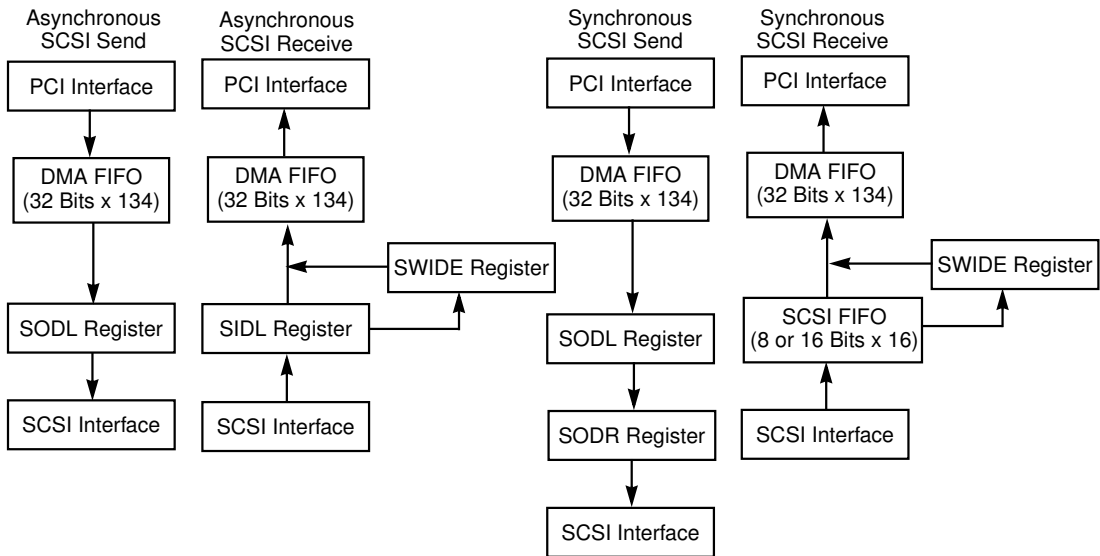 Asynchronous
SCSI Send
PCI Interface
DMA FIFO
(32 Bits x 134)
SODL Register
SCSI Interface
Asynchronous
SCSI Receive
PCI Interface
DMA FIFO
(32 Bits x 134)
SWIDE Register
SIDL Register
SCSI Interface
Synchronous
SCSI Send
PCI Interface
DMA FIFO
(32 Bits x 134)
SODL Register
SODR Register
SCSI Interface
Synchronous
SCSI Receive
PCI Interface
DMA FIFO
(32 Bits x 134)
SWIDE Register
SCSI FIFO
(8 or 16 Bits x 16)
SCSI Interface